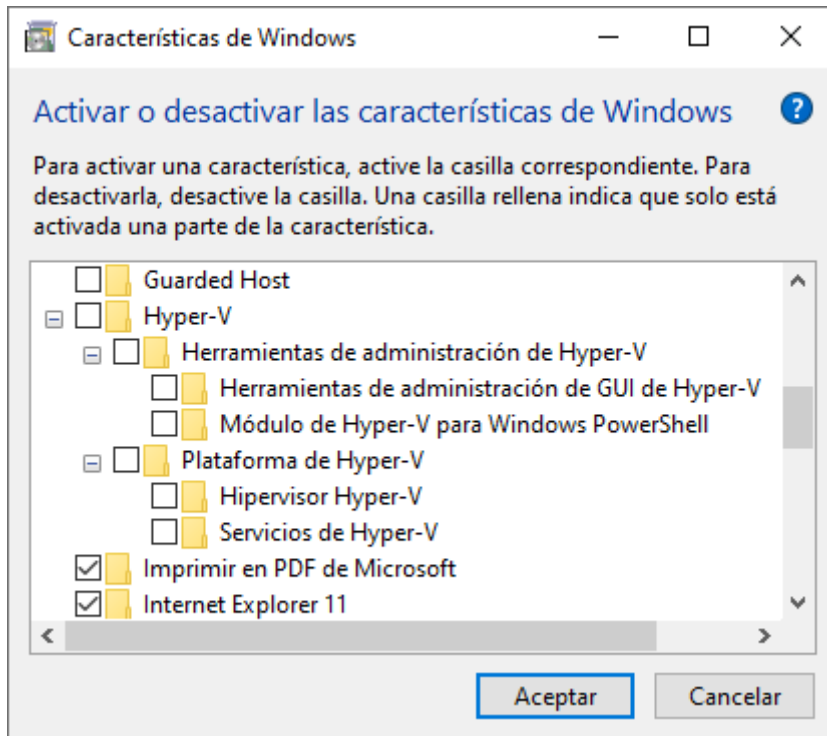 Características de Windows
Activar o desactivar las características de Windows
?
Para activar una característica, active la casilla correspondiente. Para
desactivarla, desactive la casilla. Una casilla rellena indica que solo está
activada una parte de la característica.
Guarded Host
Hyper-V
Herramientas de administración de Hyper-V
Herramientas de administración de GUI de Hyper-V
Módulo de Hyper-V para Windows PowerShell
Plataforma de Hyper-V
Hipervisor Hyper-V
Servicios de Hyper-V
Imprimir en PDF de Microsoft
Internet Explorer 11
Aceptar
Cancelar